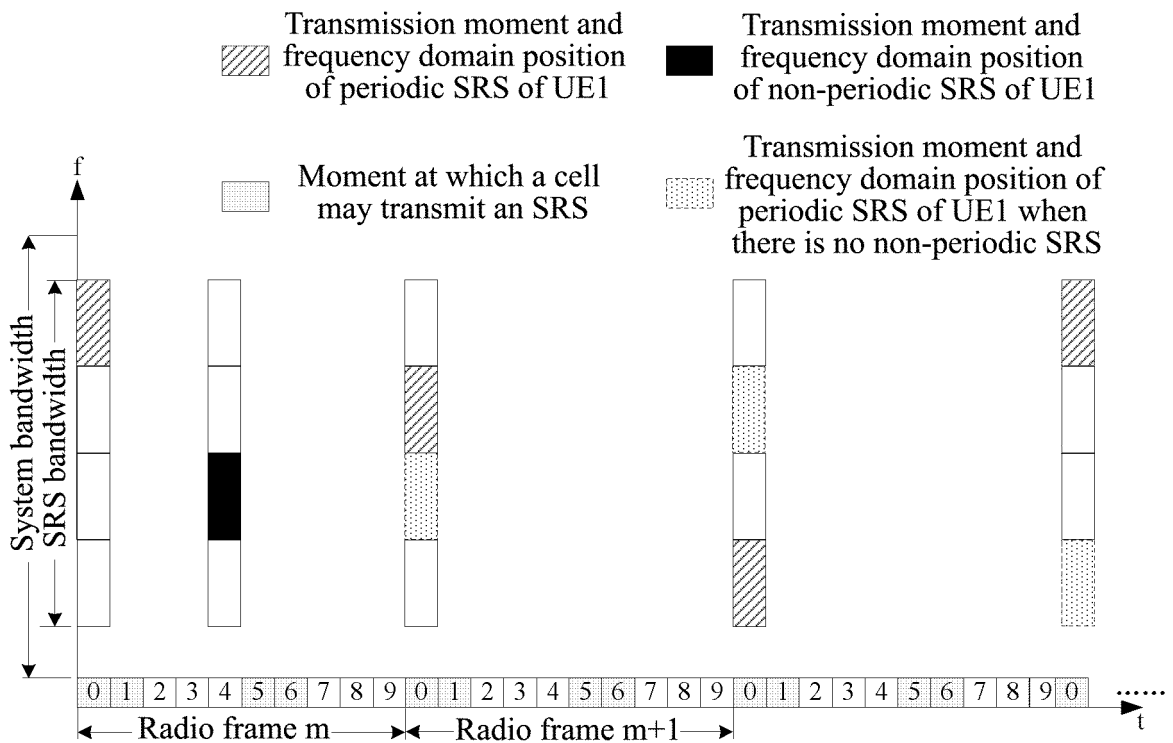 Transmission moment and
frequency domain position
of periodic SRS of UE1
Transmission moment and
frequency domain position
of non-periodic SRS of UE1
Moment at which a cell
may transmit an SRS
Transmission moment and
frequency domain position of
periodic SRS of UE1 when
there is no non-periodic SRS
f
System bandwidth
SRS bandwidth
0 1 2 3 4 5 6 7 8 9 0 1 2 3 4 5 6 7 8 9 0 1 2 3 4 5 6 7 8 9 0 ......
t
Radio frame m
Radio frame m+1